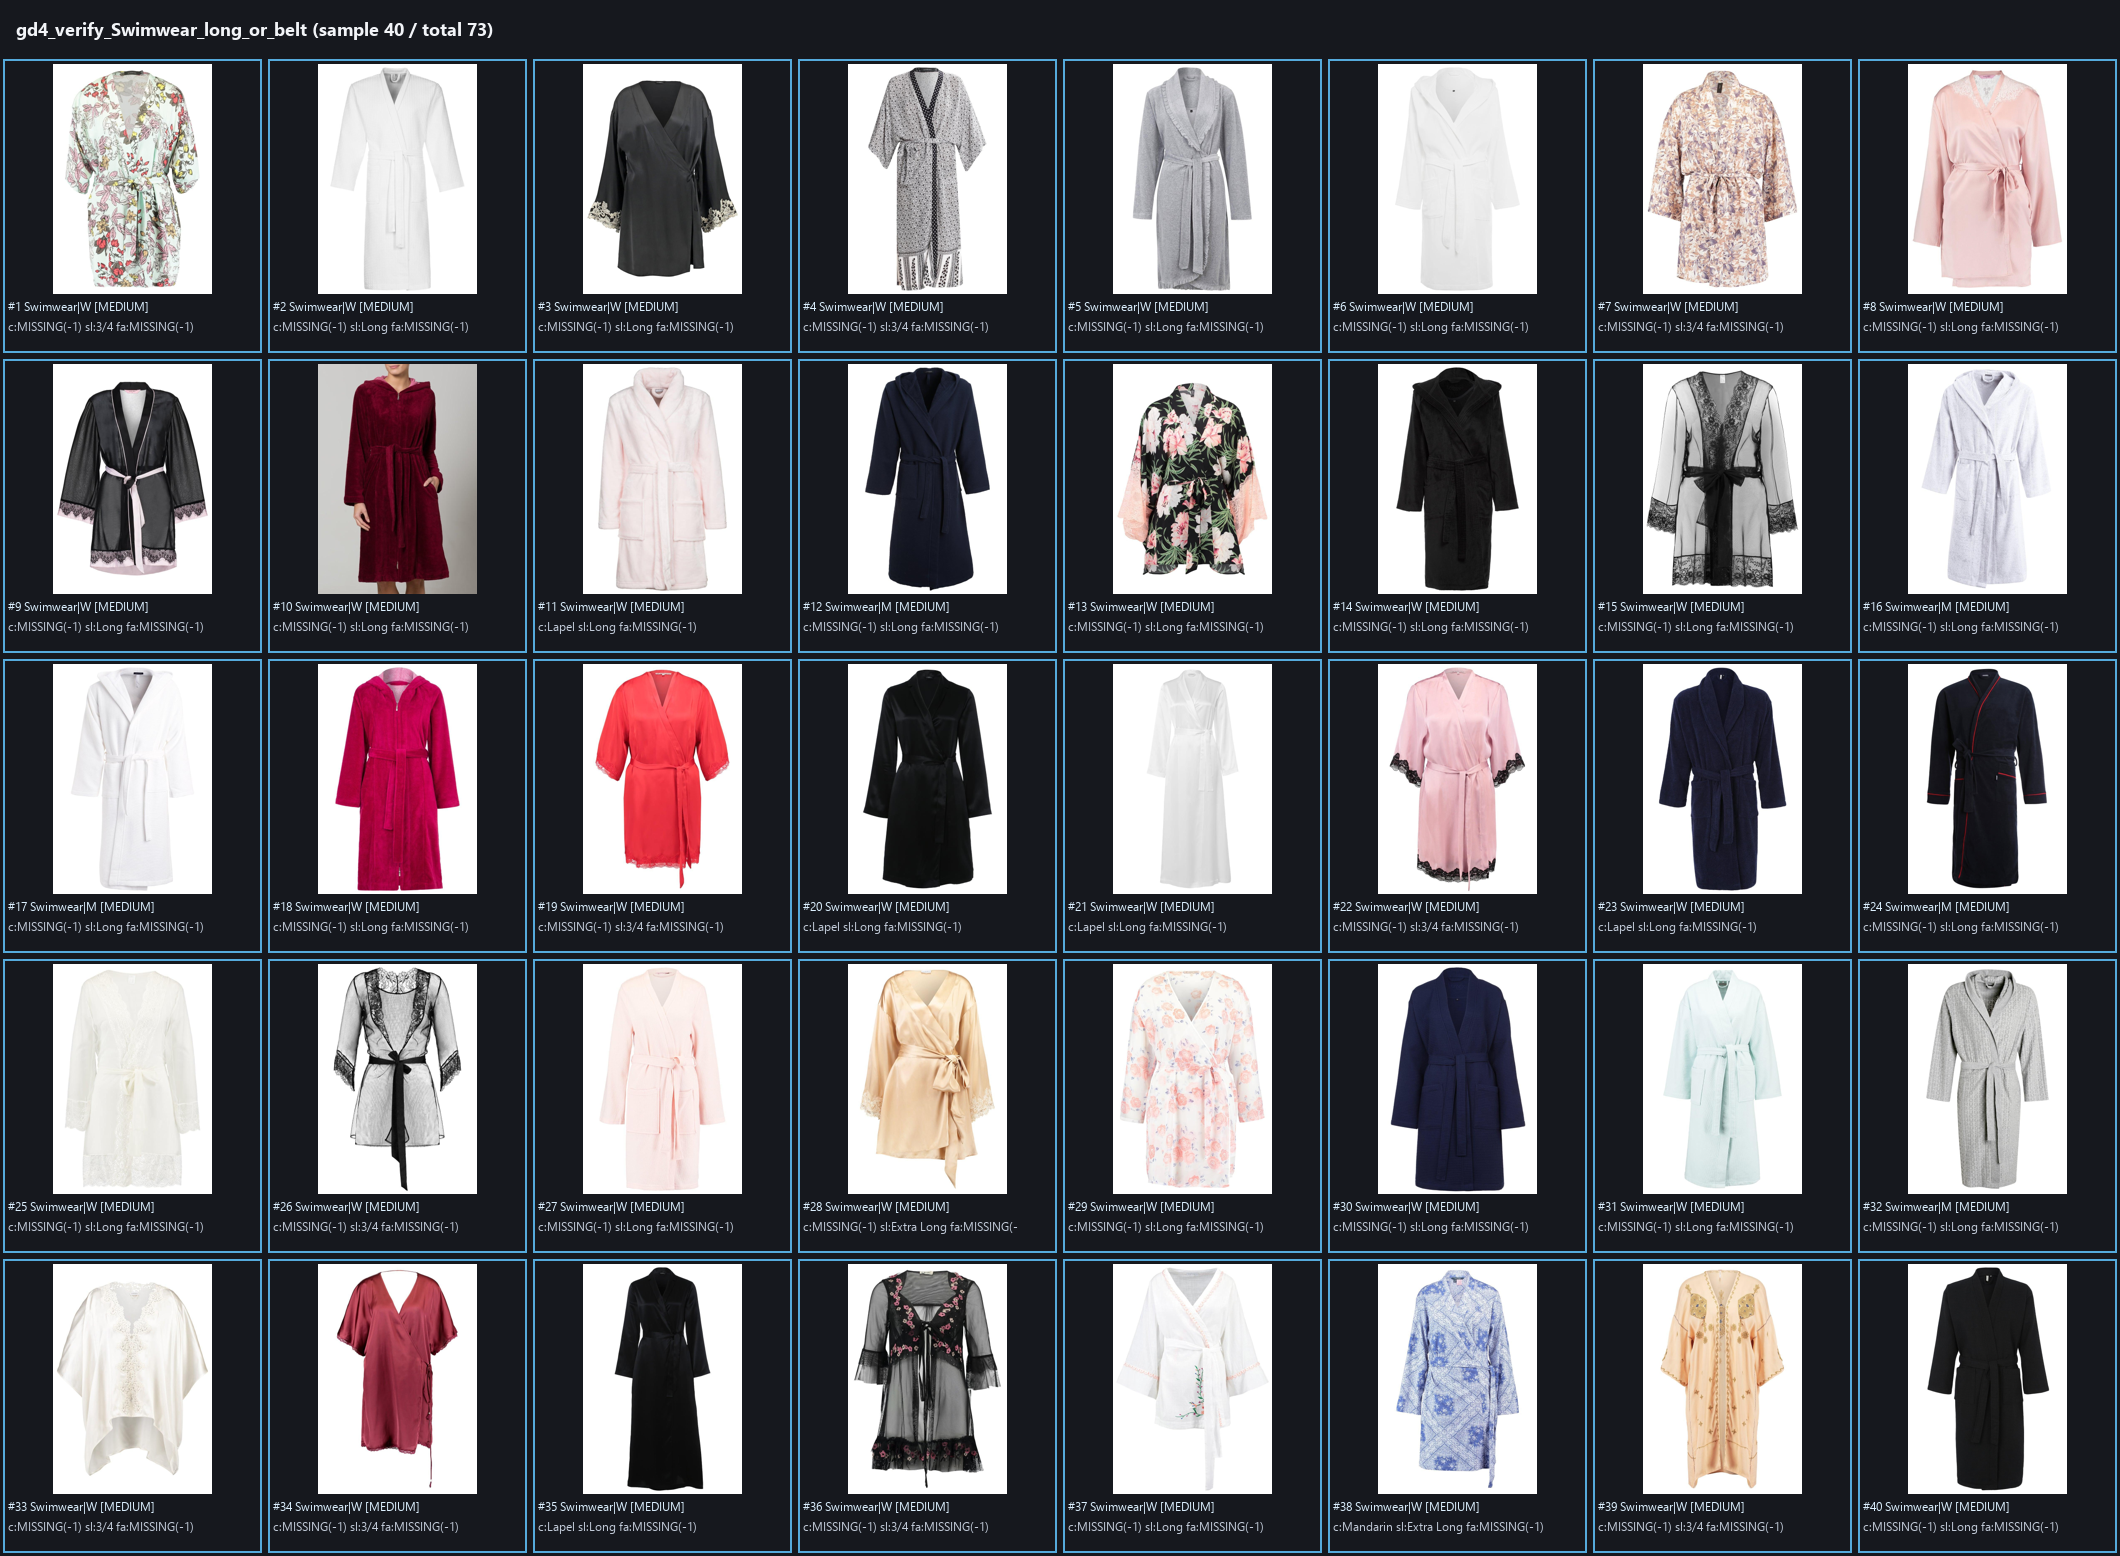 gd4_verify_Swimwear_long_or_belt (sample 40 / total 73)
#1 Swimwear|W [MEDIUM]
c:MISSING(-1) sl:3/4 fa:MISSING(-1)
#2 Swimwear|W [MEDIUM]
c:MISSING(-1) sl:Long fa:MISSING(-1)
#3 Swimwear|W [MEDIUM]
c:MISSING(-1) sl:Long fa:MISSING(-1)
#4 Swimwear|W [MEDIUM]
c:MISSING(-1) sl:3/4 fa:MISSING(-1)
#5 Swimwear|W [MEDIUM]
c:MISSING(-1) sl:Long fa:MISSING(-1)
#6 Swimwear|W [MEDIUM]
c:MISSING(-1) sl:Long fa:MISSING(-1)
#7 Swimwear|W [MEDIUM]
c:MISSING(-1) sl:3/4 fa:MISSING(-1)
#8 Swimwear|W [MEDIUM]
c:MISSING(-1) sl:Long fa:MISSING(-1)
#9 Swimwear|W [MEDIUM]
c:MISSING(-1) sl:Long fa:MISSING(-1)
#10 Swimwear|W [MEDIUM]
c:MISSING(-1) sl:Long fa:MISSING(-1)
#11 Swimwear|W [MEDIUM]
c:Lapel sl:Long fa:MISSING(-1)
#12 Swimwear|M [MEDIUM]
c:MISSING(-1) sl:Long fa:MISSING(-1)
#13 Swimwear|W [MEDIUM]
c:MISSING(-1) sl:Long fa:MISSING(-1)
#14 Swimwear|W [MEDIUM]
c:MISSING(-1) sl:Long fa:MISSING(-1)
#15 Swimwear|W [MEDIUM]
c:MISSING(-1) sl:Long fa:MISSING(-1)
#16 Swimwear|M [MEDIUM]
c:MISSING(-1) sl:Long fa:MISSING(-1)
#17 Swimwear|M [MEDIUM]
c:MISSING(-1) sl:Long fa:MISSING(-1)
#18 Swimwear|W [MEDIUM]
c:MISSING(-1) sl:Long fa:MISSING(-1)
#19 Swimwear|W [MEDIUM]
c:MISSING(-1) sl:3/4 fa:MISSING(-1)
#20 Swimwear|W [MEDIUM]
c:Lapel sl:Long fa:MISSING(-1)
#21 Swimwear|W [MEDIUM]
c:Lapel sl:Long fa:MISSING(-1)
#22 Swimwear|W [MEDIUM]
c:MISSING(-1) sl:3/4 fa:MISSING(-1)
#23 Swimwear|W [MEDIUM]
c:Lapel sl:Long fa:MISSING(-1)
#24 Swimwear|M [MEDIUM]
c:MISSING(-1) sl:Long fa:MISSING(-1)
#25 Swimwear|W [MEDIUM]
c:MISSING(-1) sl:Long fa:MISSING(-1)
#26 Swimwear|W [MEDIUM]
c:MISSING(-1) sl:3/4 fa:MISSING(-1)
#27 Swimwear|W [MEDIUM]
c:MISSING(-1) sl:Long fa:MISSING(-1)
#28 Swimwear|W [MEDIUM]
c:MISSING(-1) sl:Extra Long fa:MISSING(-
#29 Swimwear|W [MEDIUM]
c:MISSING(-1) sl:Long fa:MISSING(-1)
#30 Swimwear|W [MEDIUM]
c:MISSING(-1) sl:Long fa:MISSING(-1)
#31 Swimwear|W [MEDIUM]
c:MISSING(-1) sl:Long fa:MISSING(-1)
#32 Swimwear|M [MEDIUM]
c:MISSING(-1) sl:Long fa:MISSING(-1)
#33 Swimwear|W [MEDIUM]
c:MISSING(-1) sl:3/4 fa:MISSING(-1)
#34 Swimwear|W [MEDIUM]
c:MISSING(-1) sl:3/4 fa:MISSING(-1)
#35 Swimwear|W [MEDIUM]
c:Lapel sl:Long fa:MISSING(-1)
#36 Swimwear|W [MEDIUM]
c:MISSING(-1) sl:3/4 fa:MISSING(-1)
#37 Swimwear|W [MEDIUM]
c:MISSING(-1) sl:Long fa:MISSING(-1)
#38 Swimwear|W [MEDIUM]
c:Mandarin sl:Extra Long fa:MISSING(-1)
#39 Swimwear|W [MEDIUM]
c:MISSING(-1) sl:3/4 fa:MISSING(-1)
#40 Swimwear|W [MEDIUM]
c:MISSING(-1) sl:Long fa:MISSING(-1)